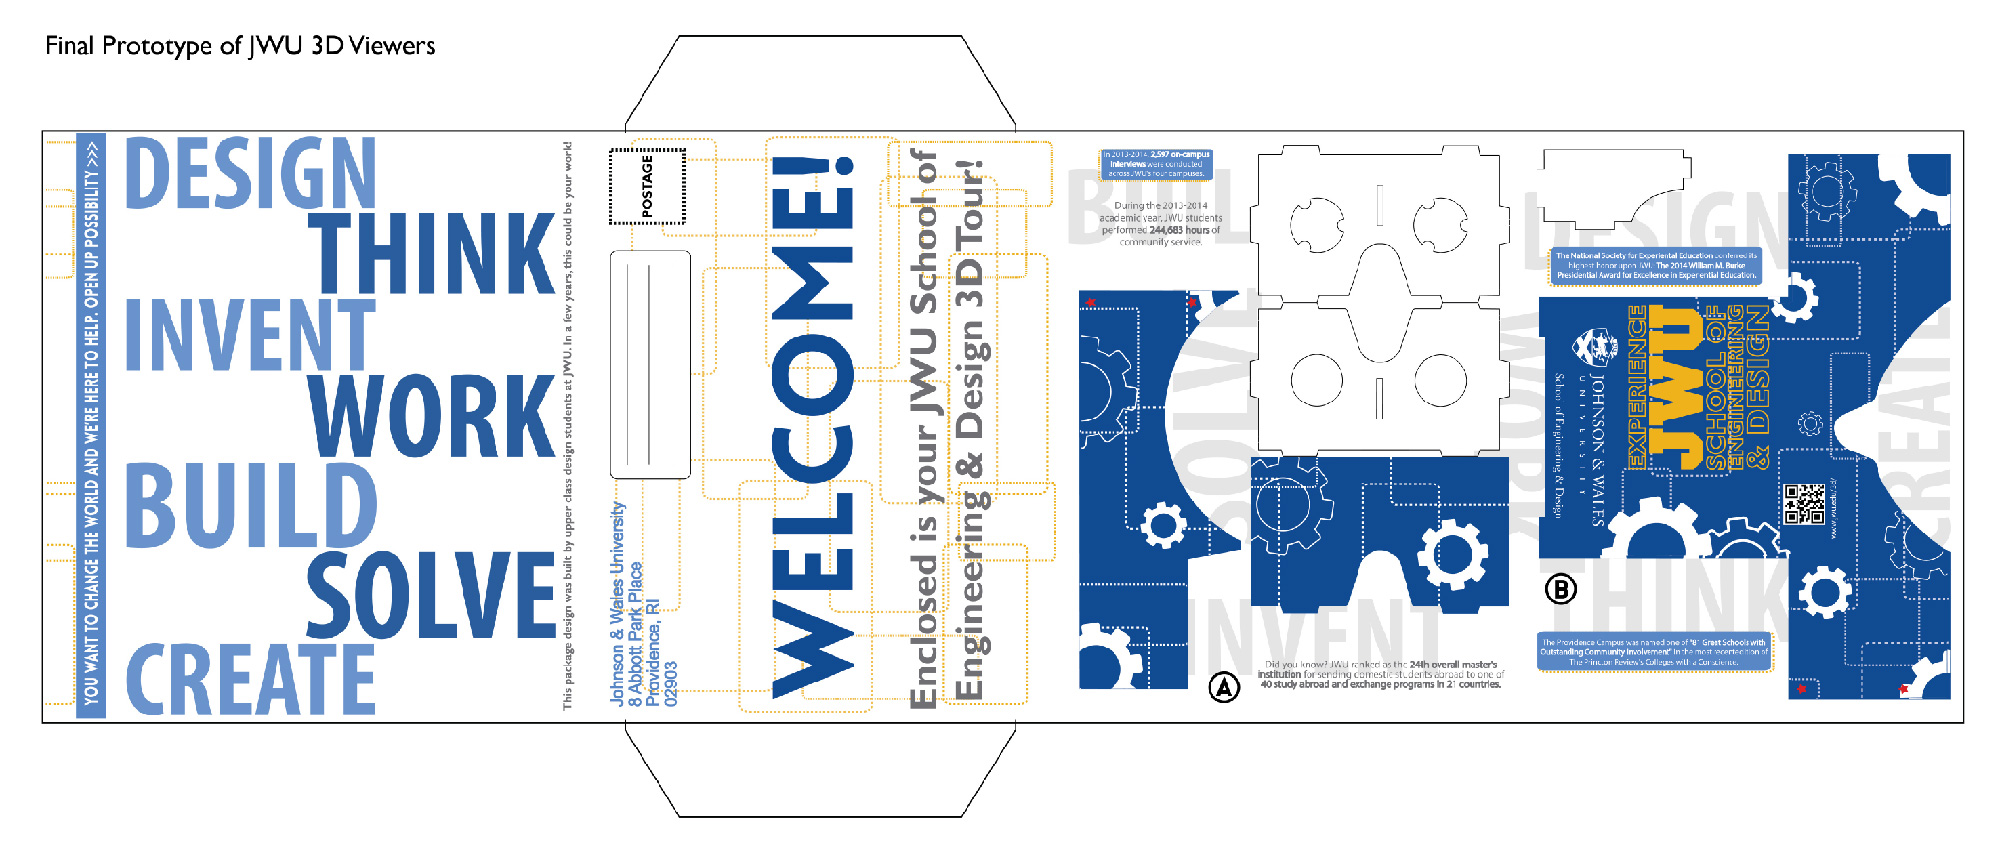 Final Prototype of JWU 3D Viewers
YOU WANT TO CHANGE THE WORLD AND WE'RE HERE TO HELP. OPEN UP POSSIBILITY >>>
DESIGN
THINK
INVENT
WORK
BUILD
SOLVE
CREATE
This package design was built by upper class design students at JWU. In a few years, this could be your work!
POSTAGE
Johnson & Wales University
8 Abbott Park Place
Providence, RI
02903
WELCOME!
Enclosed is your JWU School of
Engineering & Design 3D Tour!
In 2013-2014, 2,597 on-campus
interviews were conducted
across JWU's four campuses.
During the 2013-2014
academic year, JWU students
performed 244,683 hours of
community service.
BUIL
SOLVE
INVENT
Did you know? JWU ranked as the 24th overall master's
institution for sending domestic students abroad to one of
40 study abroad and exchange programs in 21 countries.
A
DESIGN
WORK
The National Society for Experiential Education conferred its
highest honor upon JWU: The 2014 William M. Burke
Presidential Award for Excellence in Experiential Education.
JOHNSON & WALES
UNIVERSITY
School of Engineering & Design
EXPERIENCE
JWU
SCHOOL OF
ENGINEERING
& DESIGN
B
THINK
The Providence Campus was named one of "81 Great Schools with
Outstanding Community Involvement" in the most recent edition of
The Princeton Review's Colleges with a Conscience.
CREATE